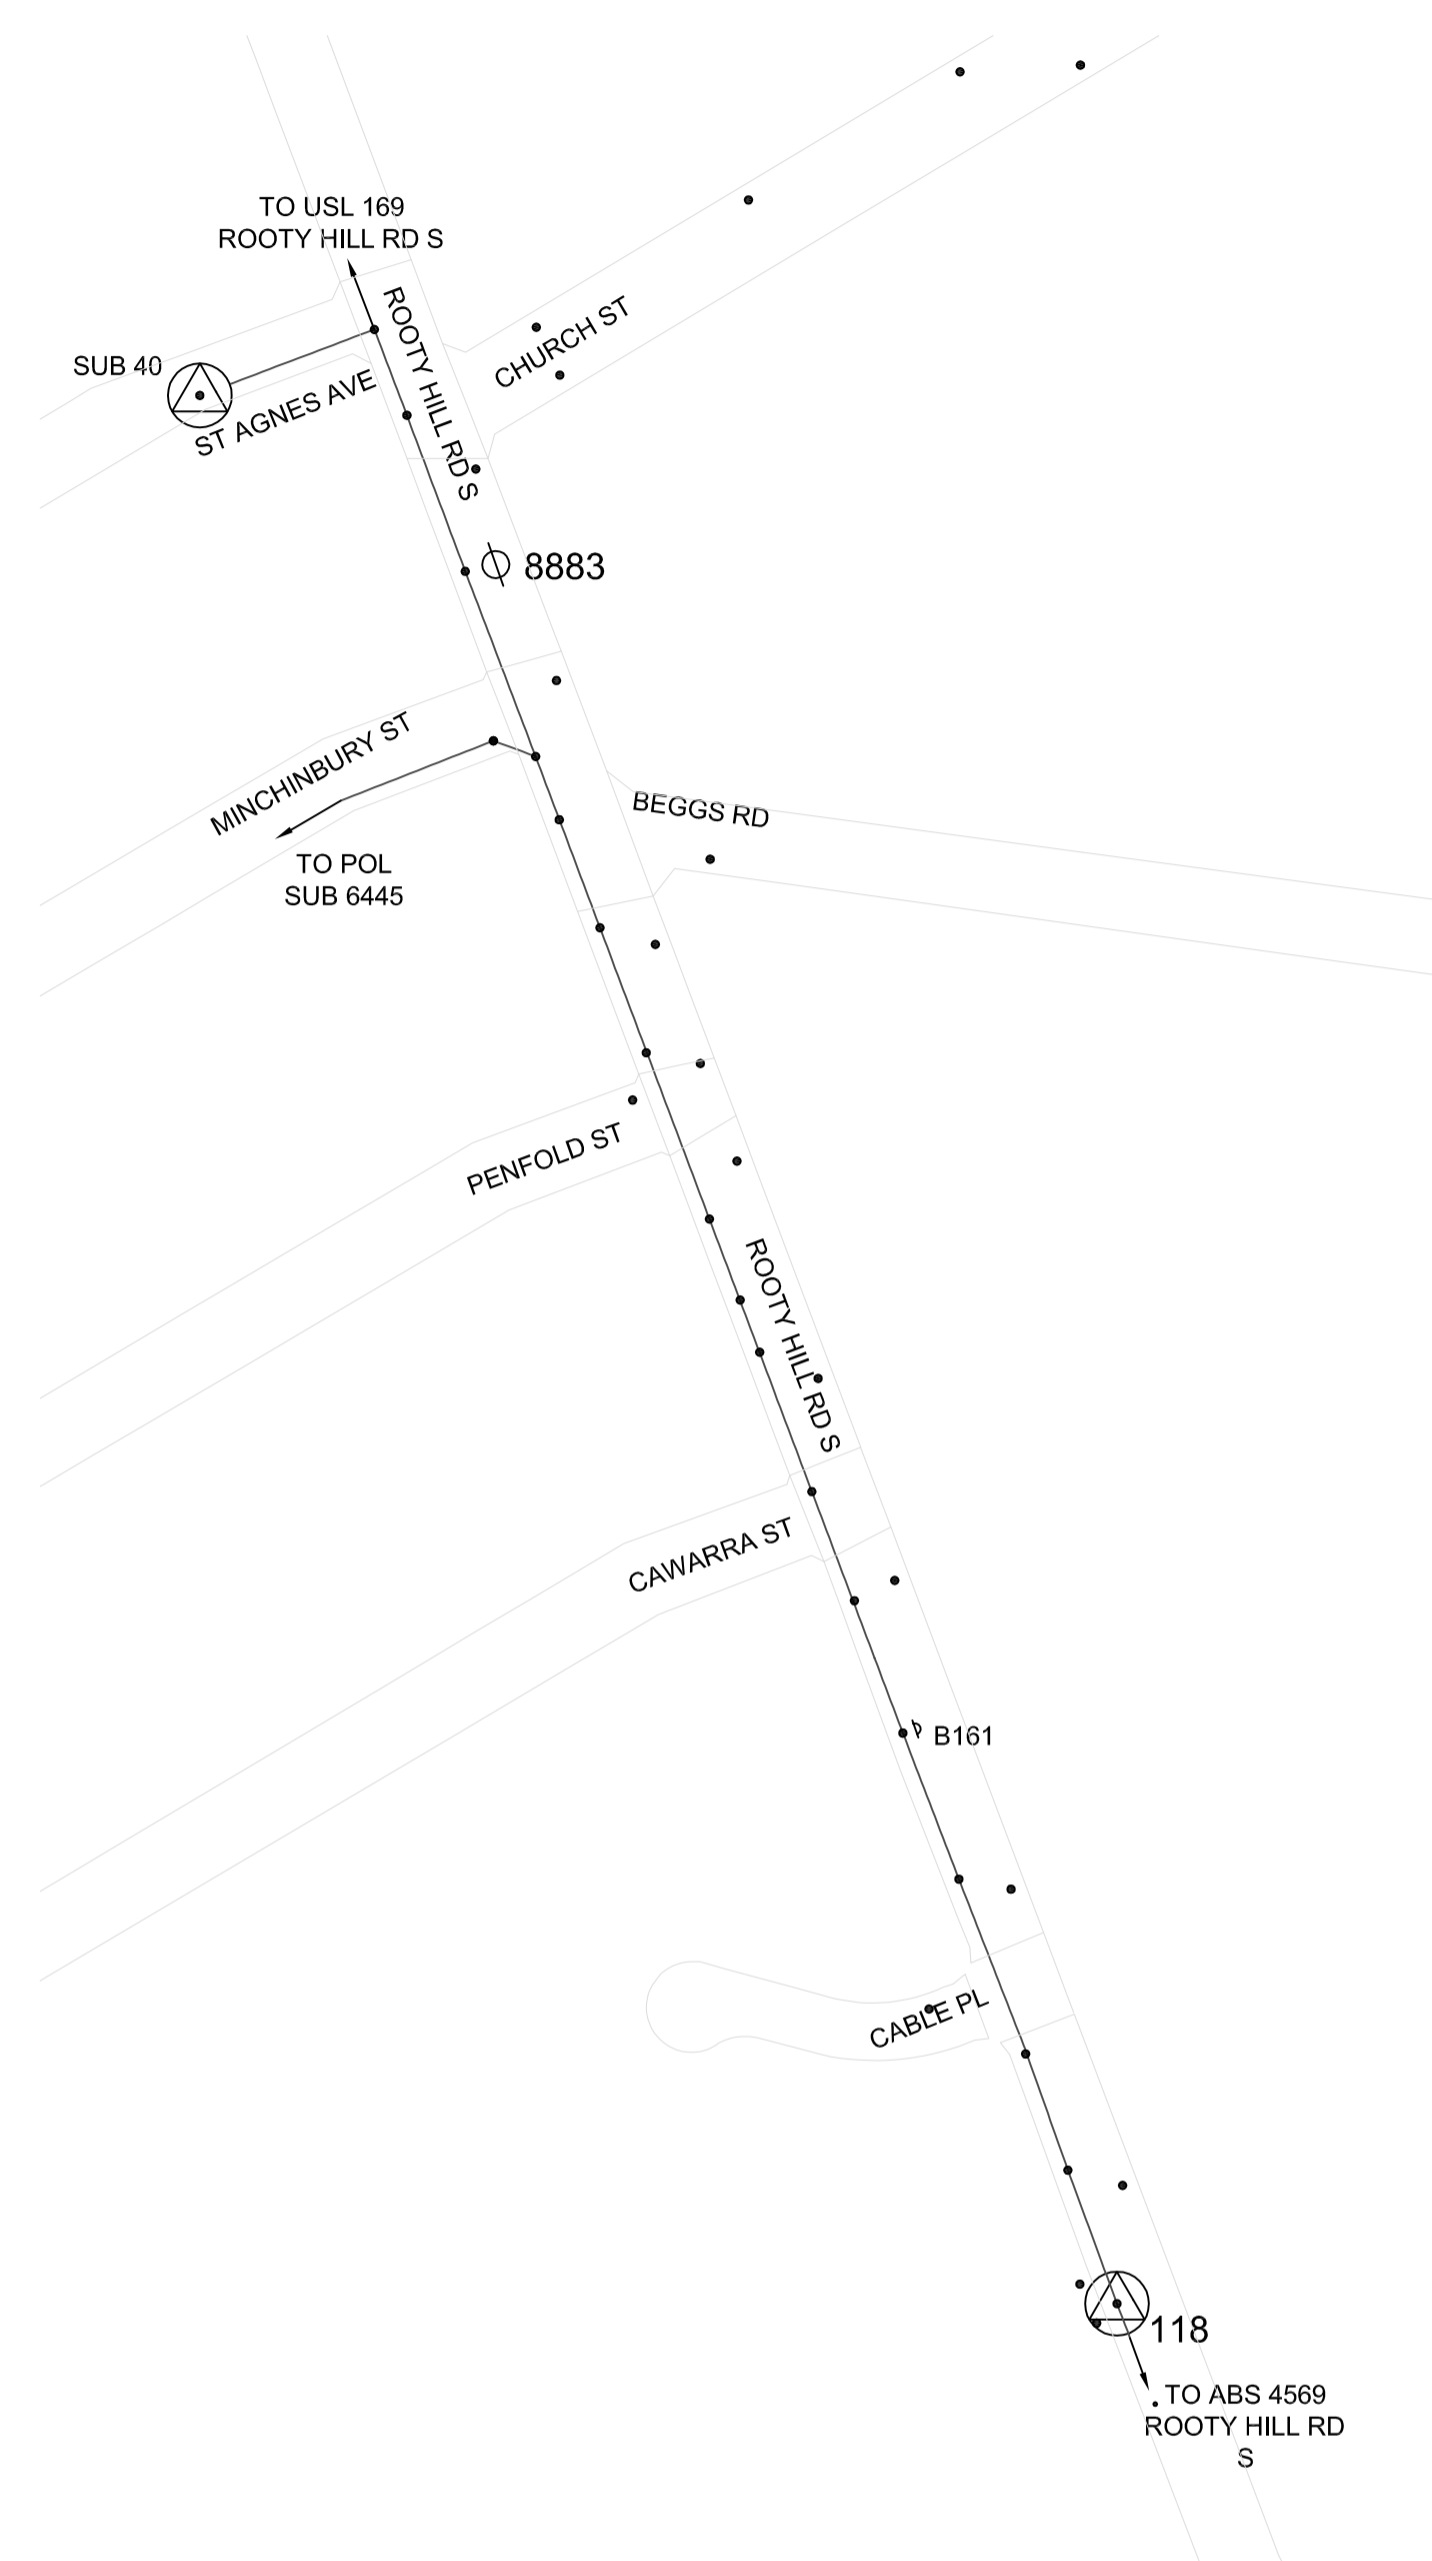 TO USL 169
ROOTY HILL RD S
ROOTY HILL RD S
CHURCH ST
SUB 40
ST AGNES AVE
8883
MINCHINBURY ST
BEGGS RD
TO POL
SUB 6445
PENFOLD ST
ROOTY HILL RD S
CAWARRA ST
B161
CABLE PL
118
TO ABS 4569
ROOTY HILL RD
S